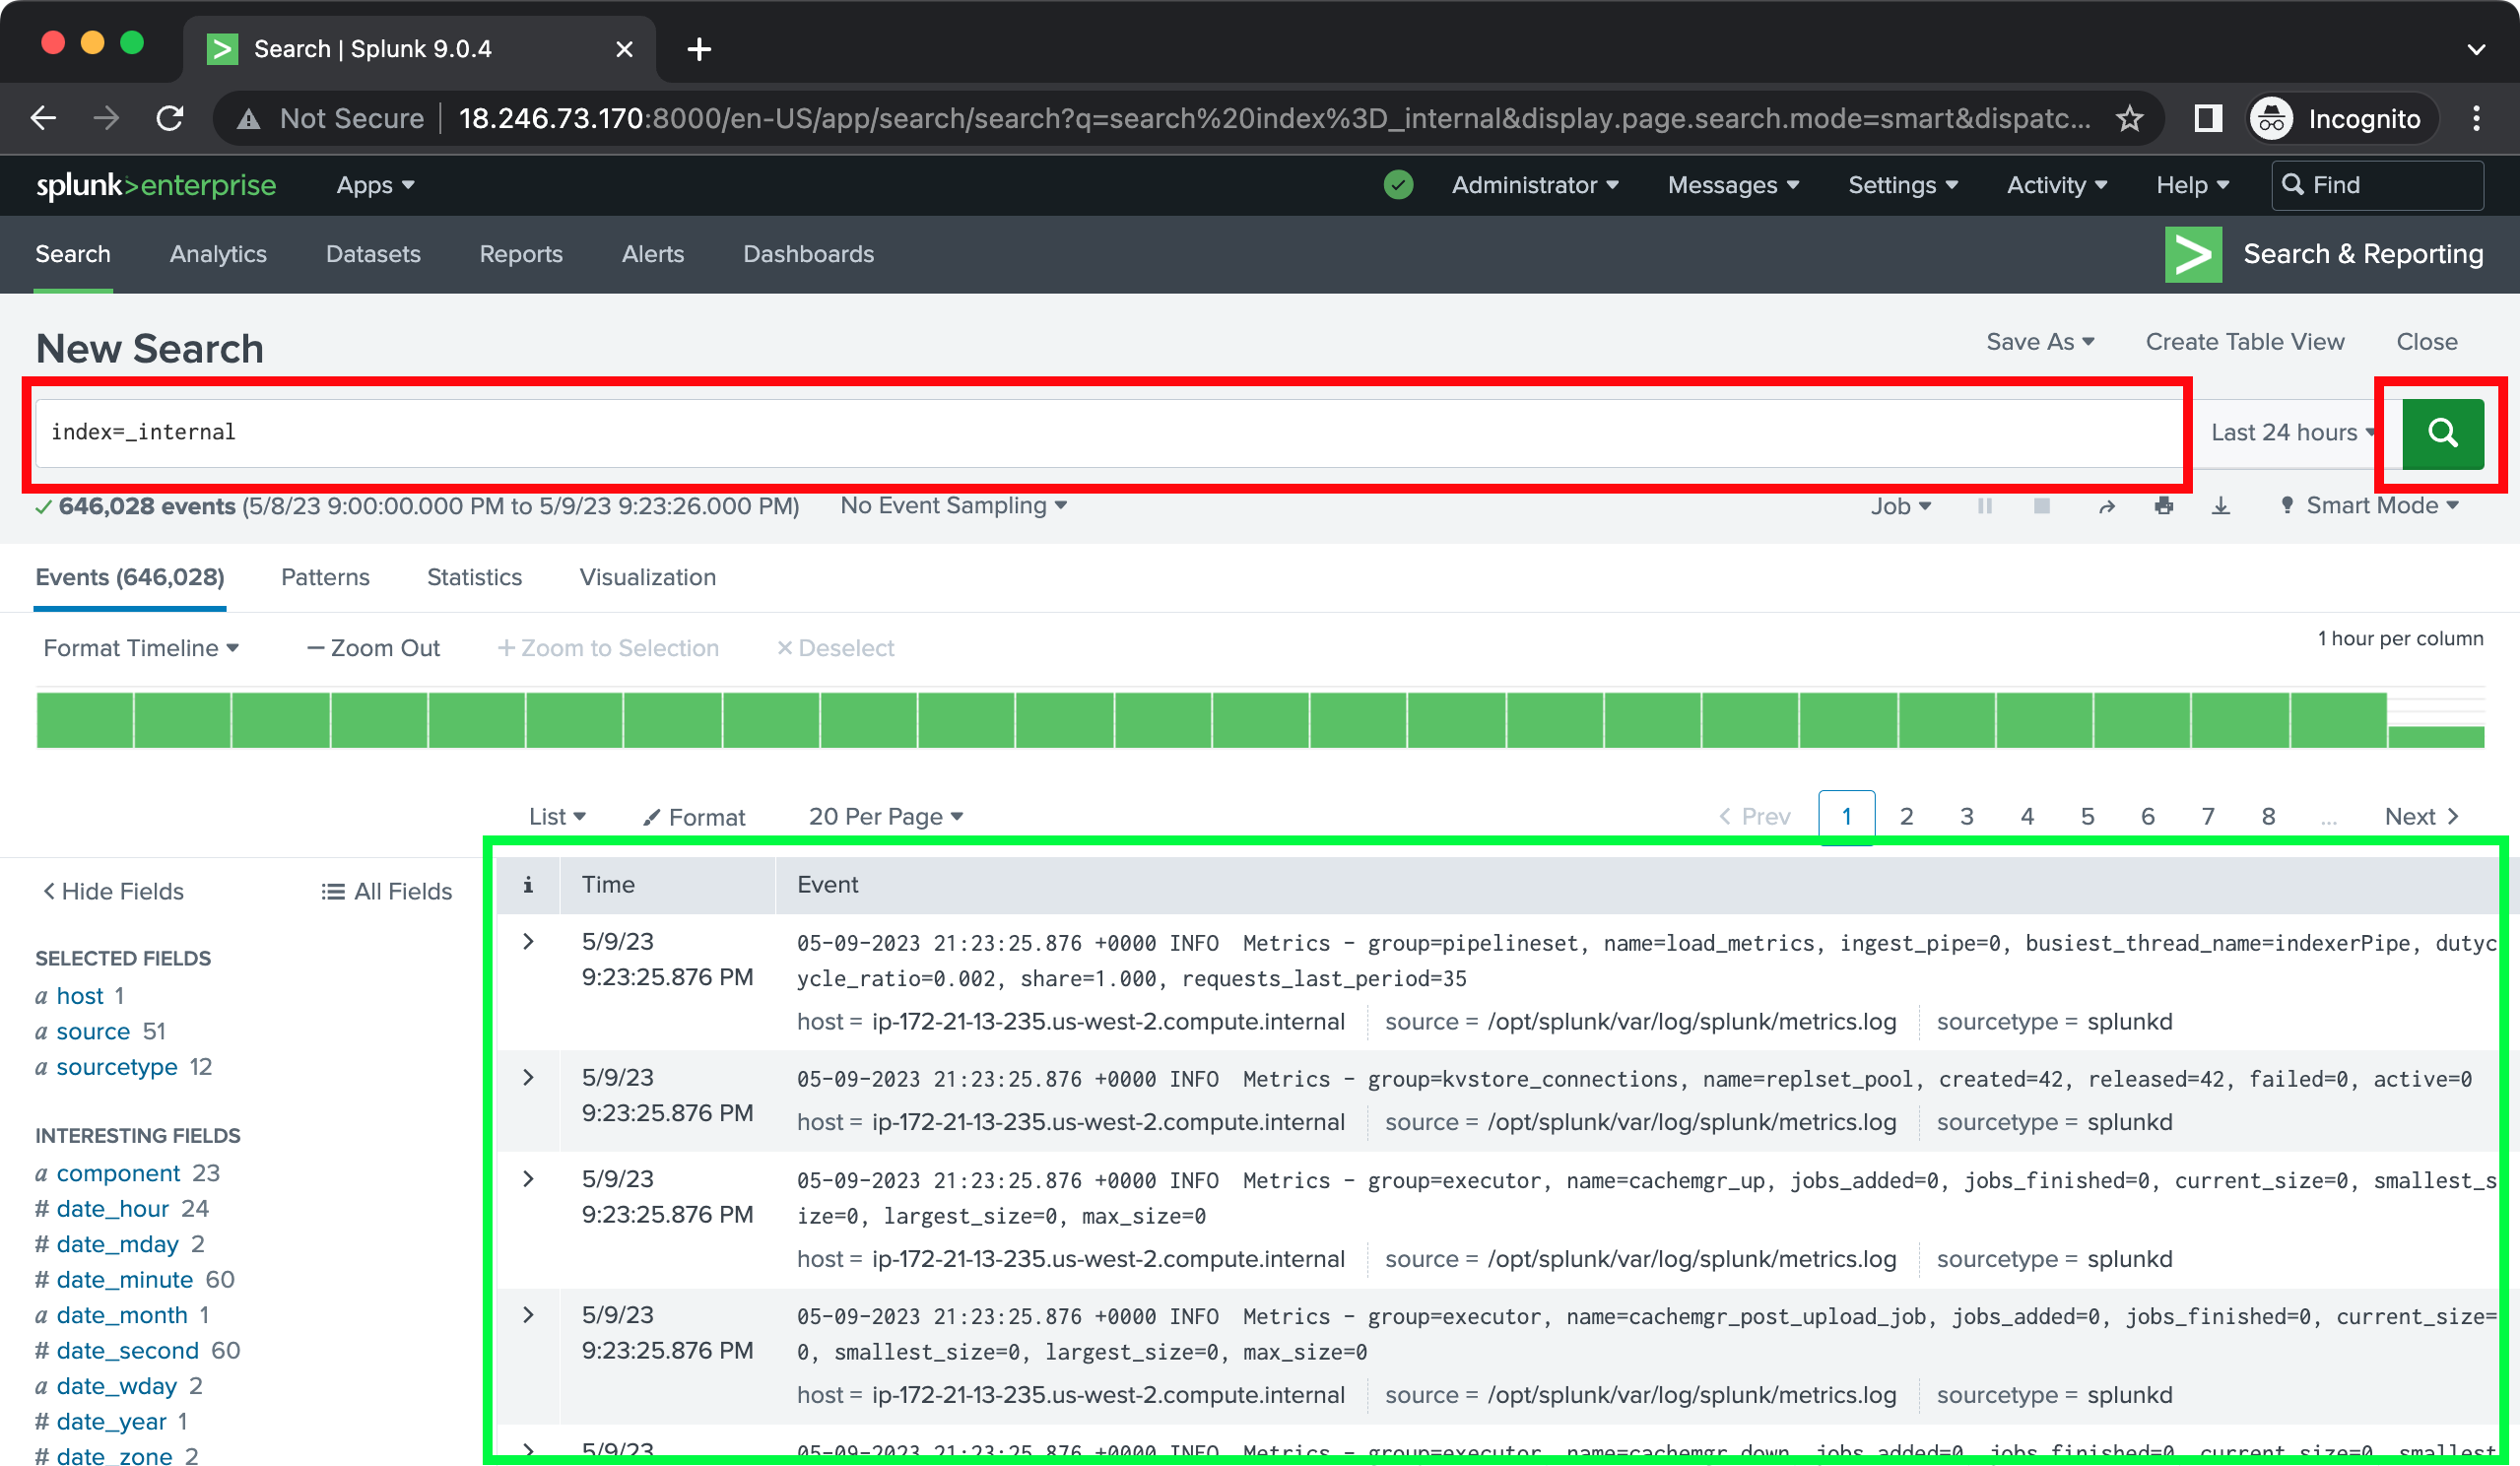 Search | Splunk 9.0.4
Not Secure 18.246.73.170:8000/en-US/app/search/search?q=search%20index%3D_internal&display.page.search.mode=smart&dispatc... Incognito
splunk>enterprise Apps Administrator Messages Settings Activity Help Find
Search Analytics Datasets Reports Alerts Dashboards Search & Reporting
New Search Save As Create Table View Close
index=_internal Last 24 hours
646,028 events (5/8/23 9:00:00.000 PM to 5/9/23 9:23:26.000 PM) No Event Sampling Job Smart Mode
Events (646,028) Patterns Statistics Visualization
Format Timeline — Zoom Out + Zoom to Selection × Deselect 1 hour per column
List Format 20 Per Page < Prev 1 2 3 4 5 6 7 8 ... Next >
< Hide Fields All Fields
SELECTED FIELDS
a host 1
a source 51
a sourcetype 12
INTERESTING FIELDS
a component 23
# date_hour 24
# date_mday 2
# date_minute 60
a date_month 1
# date_second 60
a date_wday 2
# date_year 1
# date_zone 2
i Time Event
> 5/9/23 05-09-2023 21:23:25.876 +0000 INFO Metrics - group=pipelineset, name=load_metrics, ingest_pipe=0, busiest_thread_name=indexerPipe, dutyc
9:23:25.876 PM ycle_ratio=0.002, share=1.000, requests_last_period=35
host = ip-172-21-13-235.us-west-2.compute.internal source = /opt/splunk/var/log/splunk/metrics.log sourcetype = splunkd
> 5/9/23 05-09-2023 21:23:25.876 +0000 INFO Metrics - group=kvstore_connections, name=replset_pool, created=42, released=42, failed=0, active=0
9:23:25.876 PM host = ip-172-21-13-235.us-west-2.compute.internal source = /opt/splunk/var/log/splunk/metrics.log sourcetype = splunkd
> 5/9/23 05-09-2023 21:23:25.876 +0000 INFO Metrics - group=executor, name=cachemgr_up, jobs_added=0, jobs_finished=0, current_size=0, smallest_s
9:23:25.876 PM ize=0, largest_size=0, max_size=0
host = ip-172-21-13-235.us-west-2.compute.internal source = /opt/splunk/var/log/splunk/metrics.log sourcetype = splunkd
> 5/9/23 05-09-2023 21:23:25.876 +0000 INFO Metrics - group=executor, name=cachemgr_post_upload_job, jobs_added=0, jobs_finished=0, current_size=
9:23:25.876 PM 0, smallest_size=0, largest_size=0, max_size=0
host = ip-172-21-13-235.us-west-2.compute.internal source = /opt/splunk/var/log/splunk/metrics.log sourcetype = splunkd
> 5/9/23 05-09-2023 21:23:25.876 +0000 INFO Metrics - group=executor, name=cachemgr_down, jobs_added=0, jobs_finished=0, current_size=0, smallest